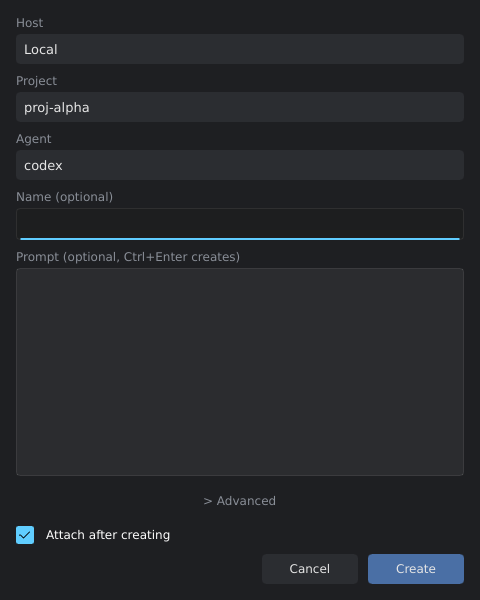 Host
Local
Project
proj-alpha
Agent
codex
Name (optional)
Prompt (optional, Ctrl+Enter creates)
> Advanced
Attach after creating
Cancel
Create